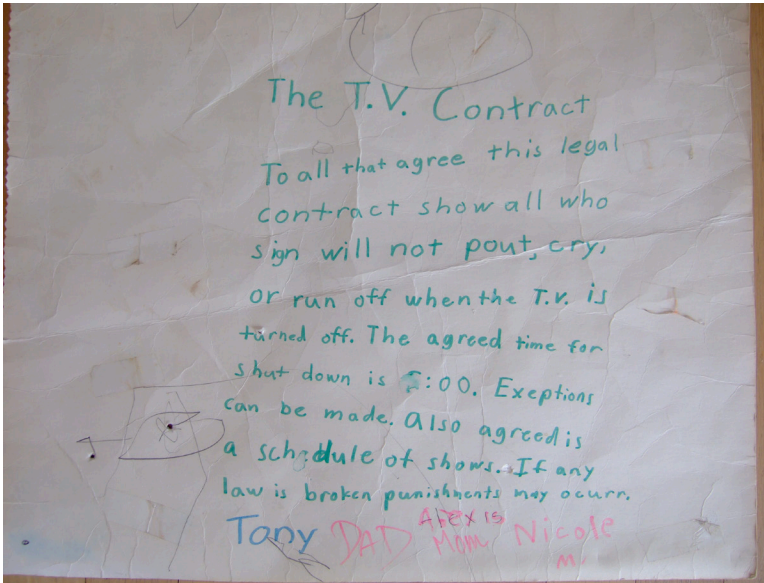 The T.V. Contract
To all that agree this legal
contract show all who
sign will not pout, cry,
or run off when the T.V. is
turned off. The agreed time for
shut down is :00. Exeptions
can be made. Also agreed is
a schedule of shows. If any
law is broken punishments may ocurr.
Tony DAD Alexis Mom Nicole
M.